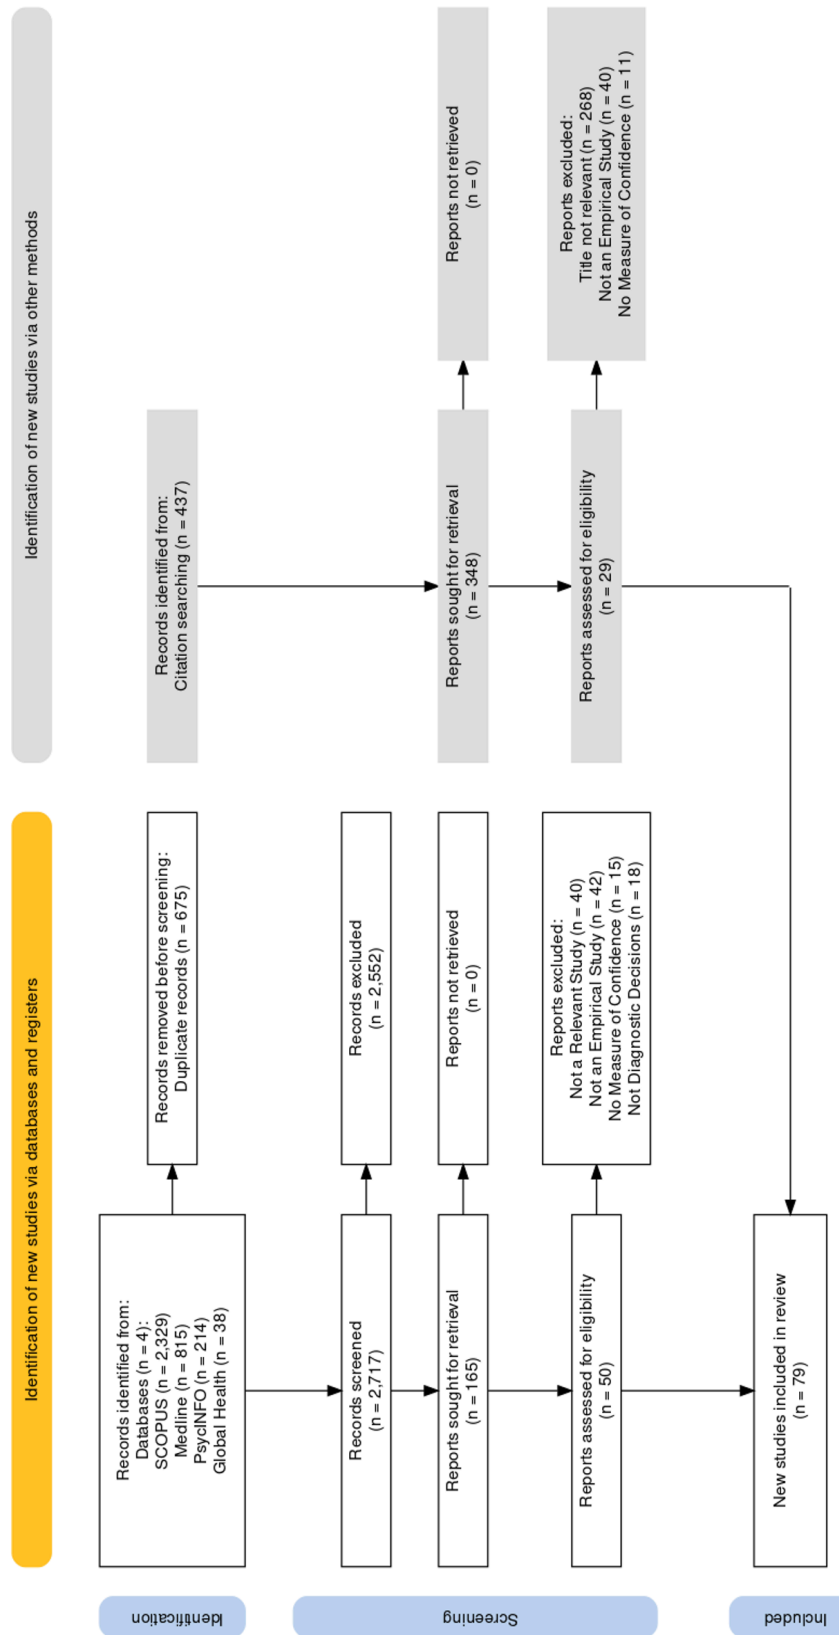 Identification of new studies via databases and registers
Identification of new studies via other methods
Identification
Records identified from:
Databases (n = 4):
SCOPUS (n = 2,329)
Medline (n = 815)
PsycINFO (n = 214)
Global Health (n = 38)
Records removed before screening:
Duplicate records (n = 675)
Records identified from:
Citation searching (n = 437)
Screening
Records screened
(n = 2,717)
Records excluded
(n = 2,552)
Reports sought for retrieval
(n = 165)
Reports not retrieved
(n = 0)
Reports sought for retrieval
(n = 348)
Reports not retrieved
(n = 0)
Reports assessed for eligibility
(n = 50)
Reports excluded:
Not a Relevant Study (n = 40)
Not an Empirical Study (n = 42)
No Measure of Confidence (n = 15)
Not Diagnostic Decisions (n = 18)
Reports assessed for eligibility
(n = 29)
Reports excluded:
Title not relevant (n = 268)
Not an Empirical Study (n = 40)
No Measure of Confidence (n = 11)
Included
New studies included in review
(n = 79)